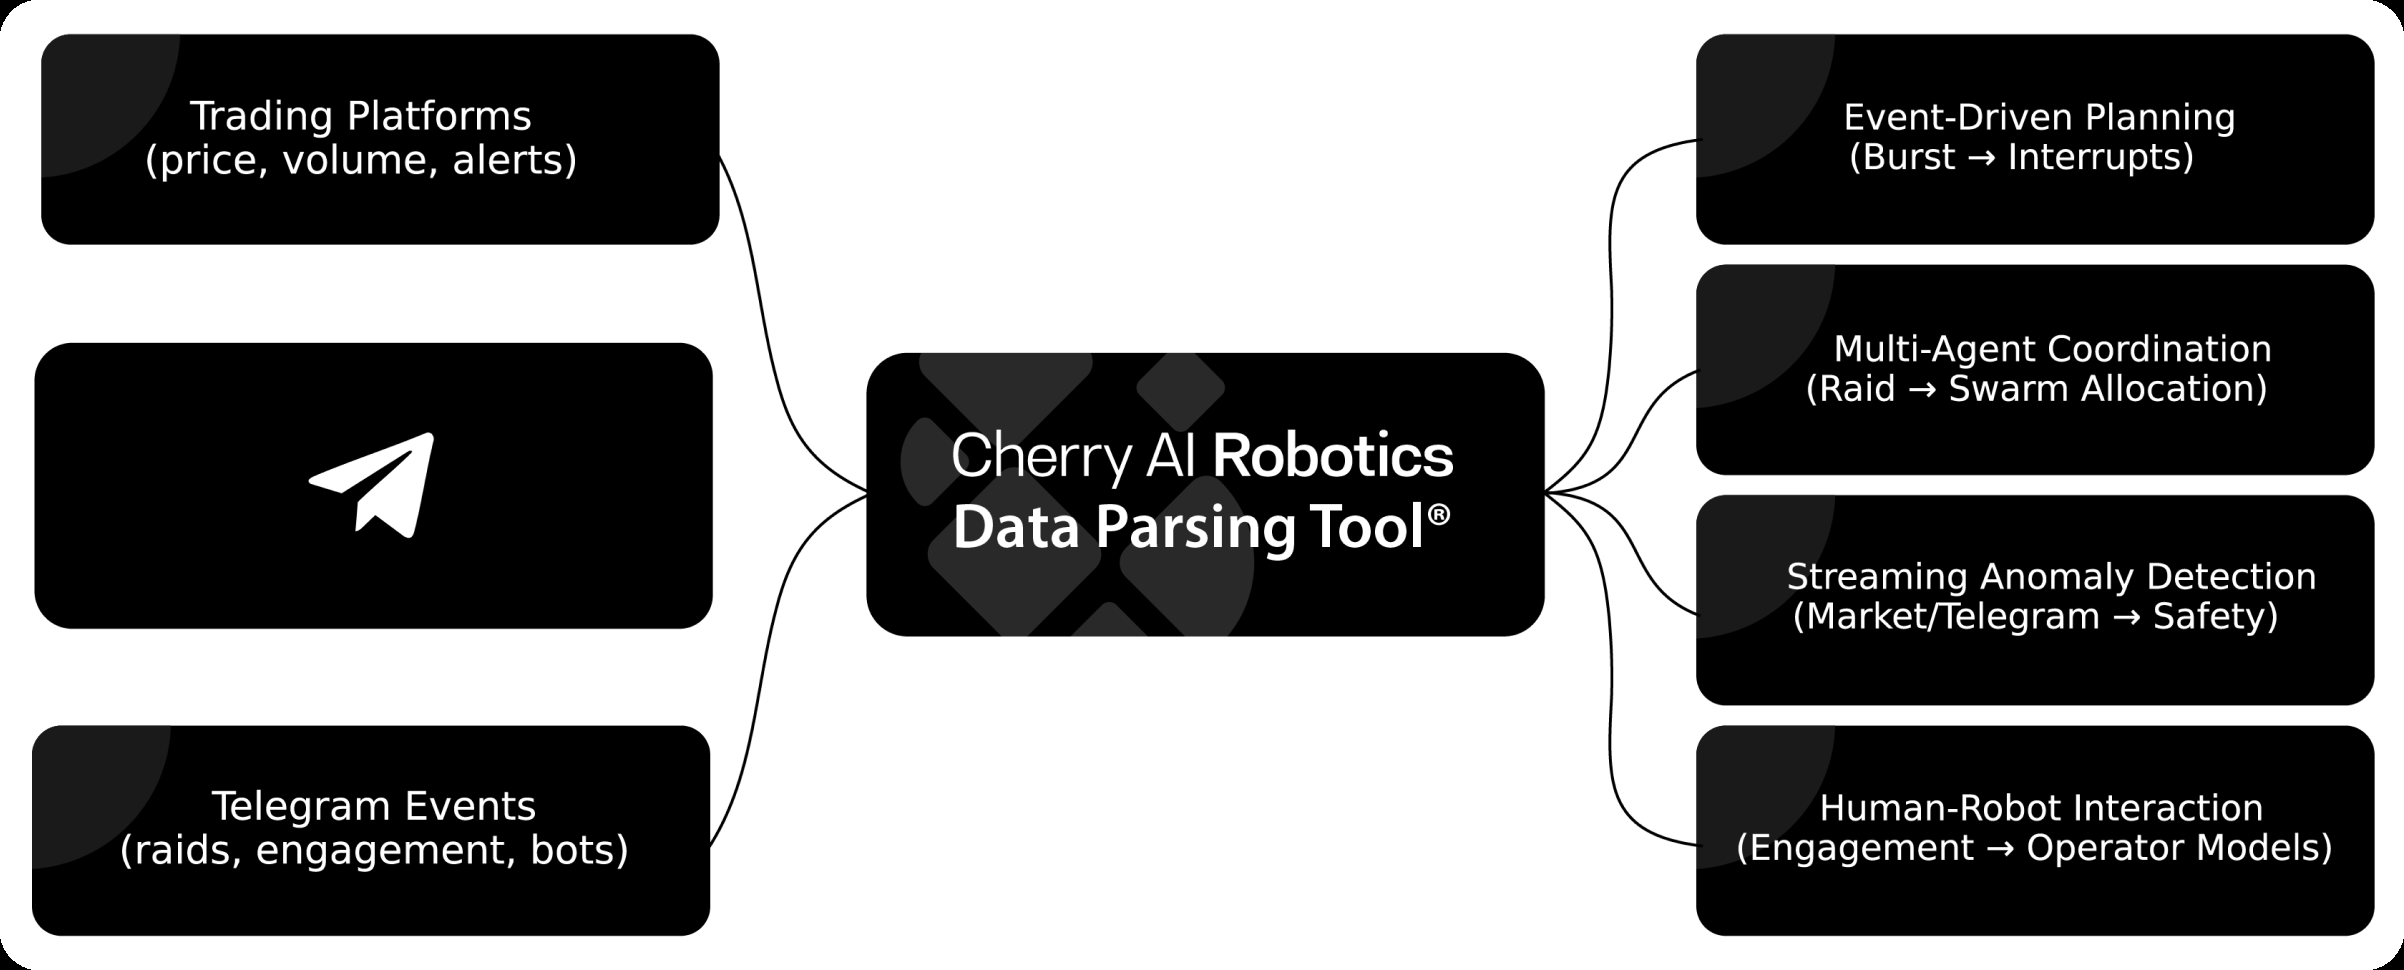 Trading Platforms
(price, volume, alerts)
Telegram Events
(raids, engagement, bots)
Cherry AI Robotics
Data Parsing Tool®
Event-Driven Planning
(Burst → Interrupts)
Multi-Agent Coordination
(Raid → Swarm Allocation)
Streaming Anomaly Detection
(Market/Telegram → Safety)
Human-Robot Interaction
(Engagement → Operator Models)